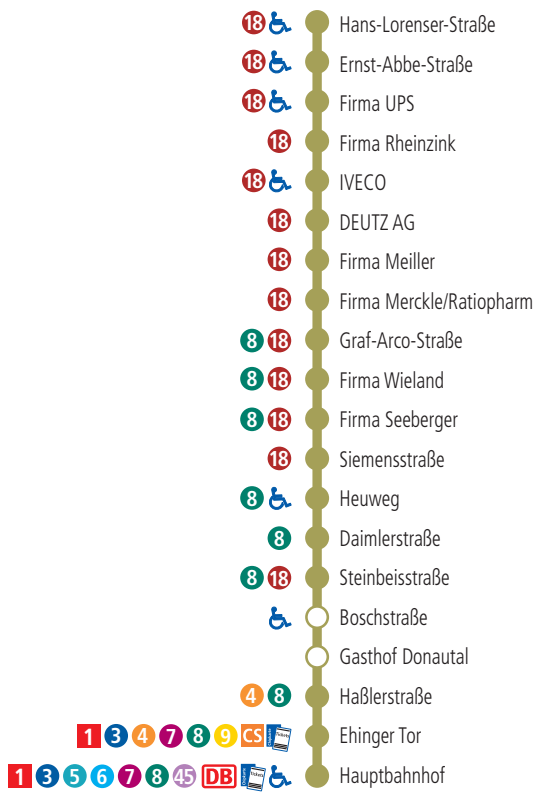 18 Hans-Lorenser-Straße
18 Ernst-Abbe-Straße
18 Firma UPS
18 Firma Rheinzink
18 IVECO
18 DEUTZ AG
18 Firma Meiller
18 Firma Merckle/Ratiopharm
8 18 Graf-Arco-Straße
8 18 Firma Wieland
8 18 Firma Seeberger
18 Siemensstraße
8 Heuweg
8 Daimlerstraße
8 18 Steinbeisstraße
Boschstraße
Gasthof Donautal
4 8 Haßlerstraße
1 3 4 7 8 9 CS Tickets Ehinger Tor
1 3 5 6 7 8 45 DB Tickets Hauptbahnhof